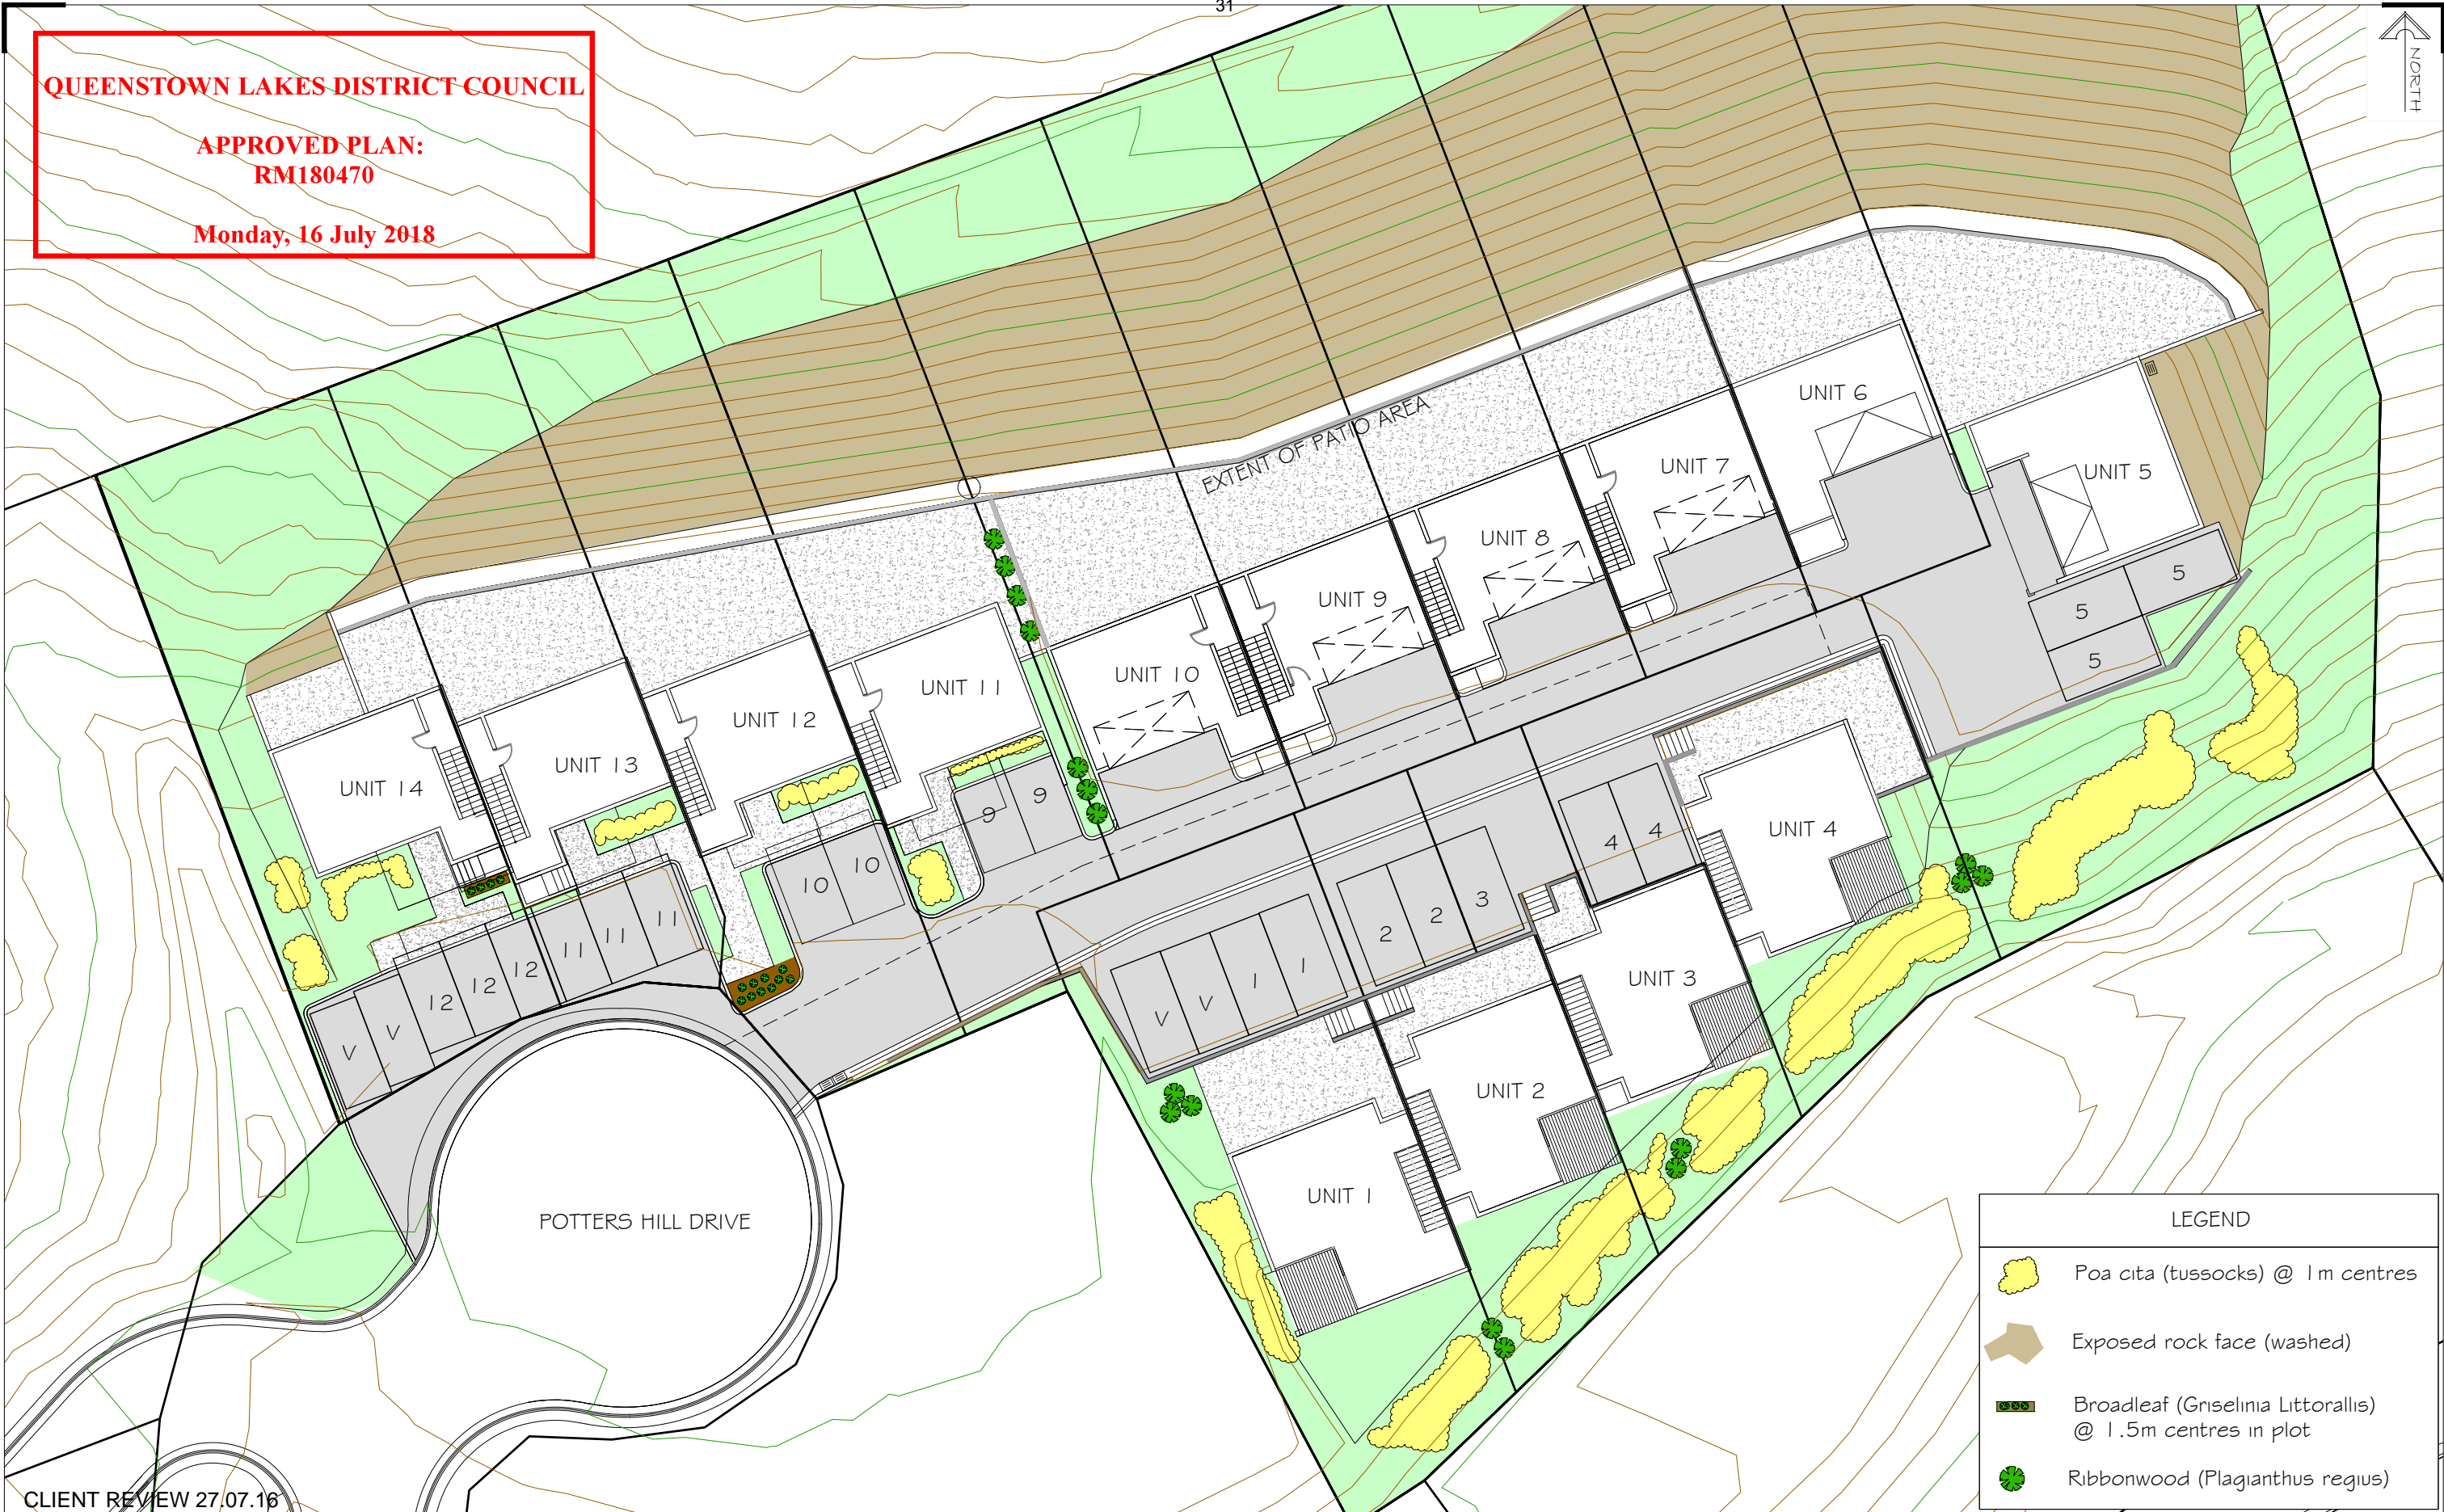 31
QUEENSTOWN LAKES DISTRICT COUNCIL
APPROVED PLAN:
RM180470
Monday, 16 July 2018
NORTH
EXTENT OF PATIO AREA
UNIT 6
UNIT 5
UNIT 7
UNIT 8
UNIT 9
UNIT 10
UNIT 11
UNIT 12
UNIT 13
UNIT 14
5
5
5
9
9
10
10
11
11
11
12
12
12
V
V
4
4
3
2
2
1
1
V
V
UNIT 4
UNIT 3
UNIT 2
UNIT 1
POTTERS HILL DRIVE
LEGEND
Poa cita (tussocks) @ 1m centres
Exposed rock face (washed)
Broadleaf (Griselinia Littorallis)
@ 1.5m centres in plot
Ribbonwood (Plagianthus regius)
CLIENT REVIEW 27.07.16